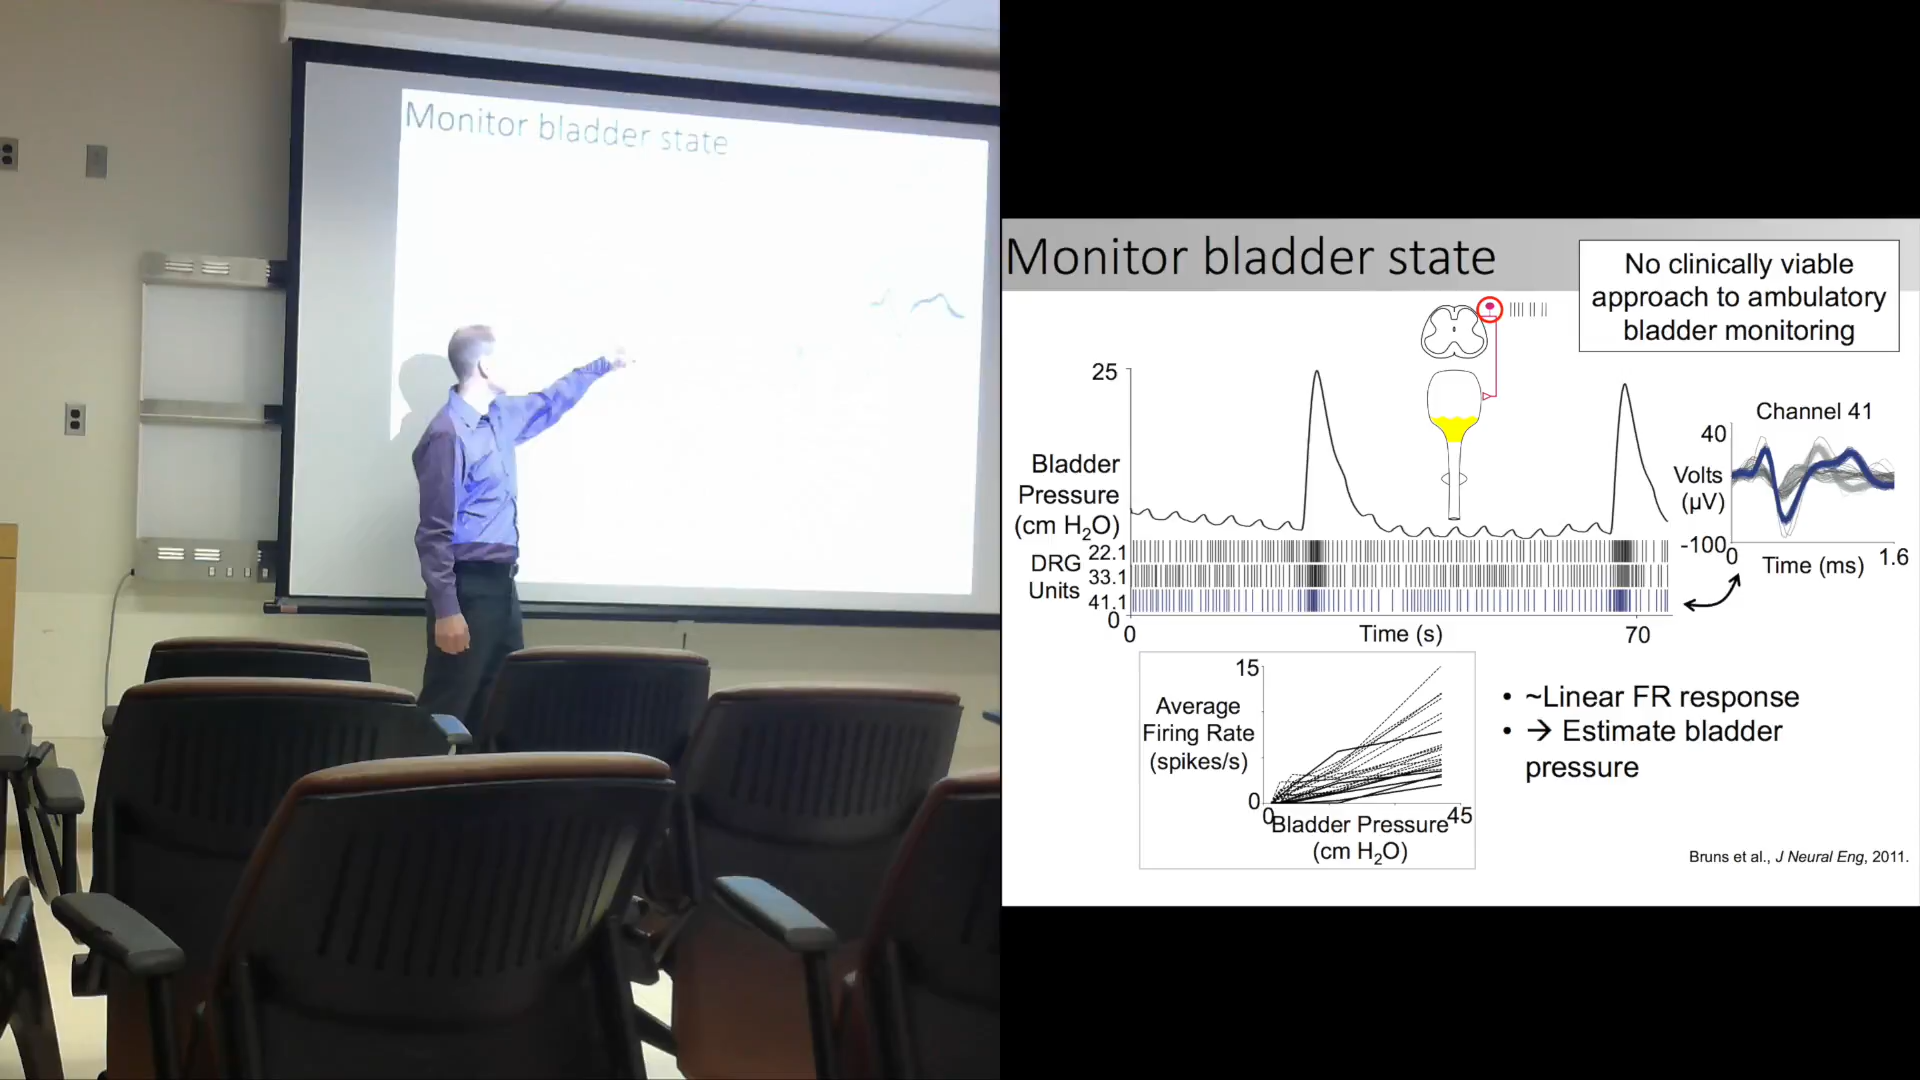 Monitor bladder state
Monitor bladder state
No clinically viable
approach to ambulatory
bladder monitoring
25
Bladder
Pressure
(cm H₂O)
DRG
Units
22.1
33.1
41.1
0
0
Time (s)
70
Channel 41
40
Volts
(µV)
-100
0
Time (ms)
1.6
15
Average
Firing Rate
(spikes/s)
0
0
Bladder Pressure
45
(cm H₂O)
• ~Linear FR response
• → Estimate bladder
pressure
Bruns et al., J Neural Eng, 2011.